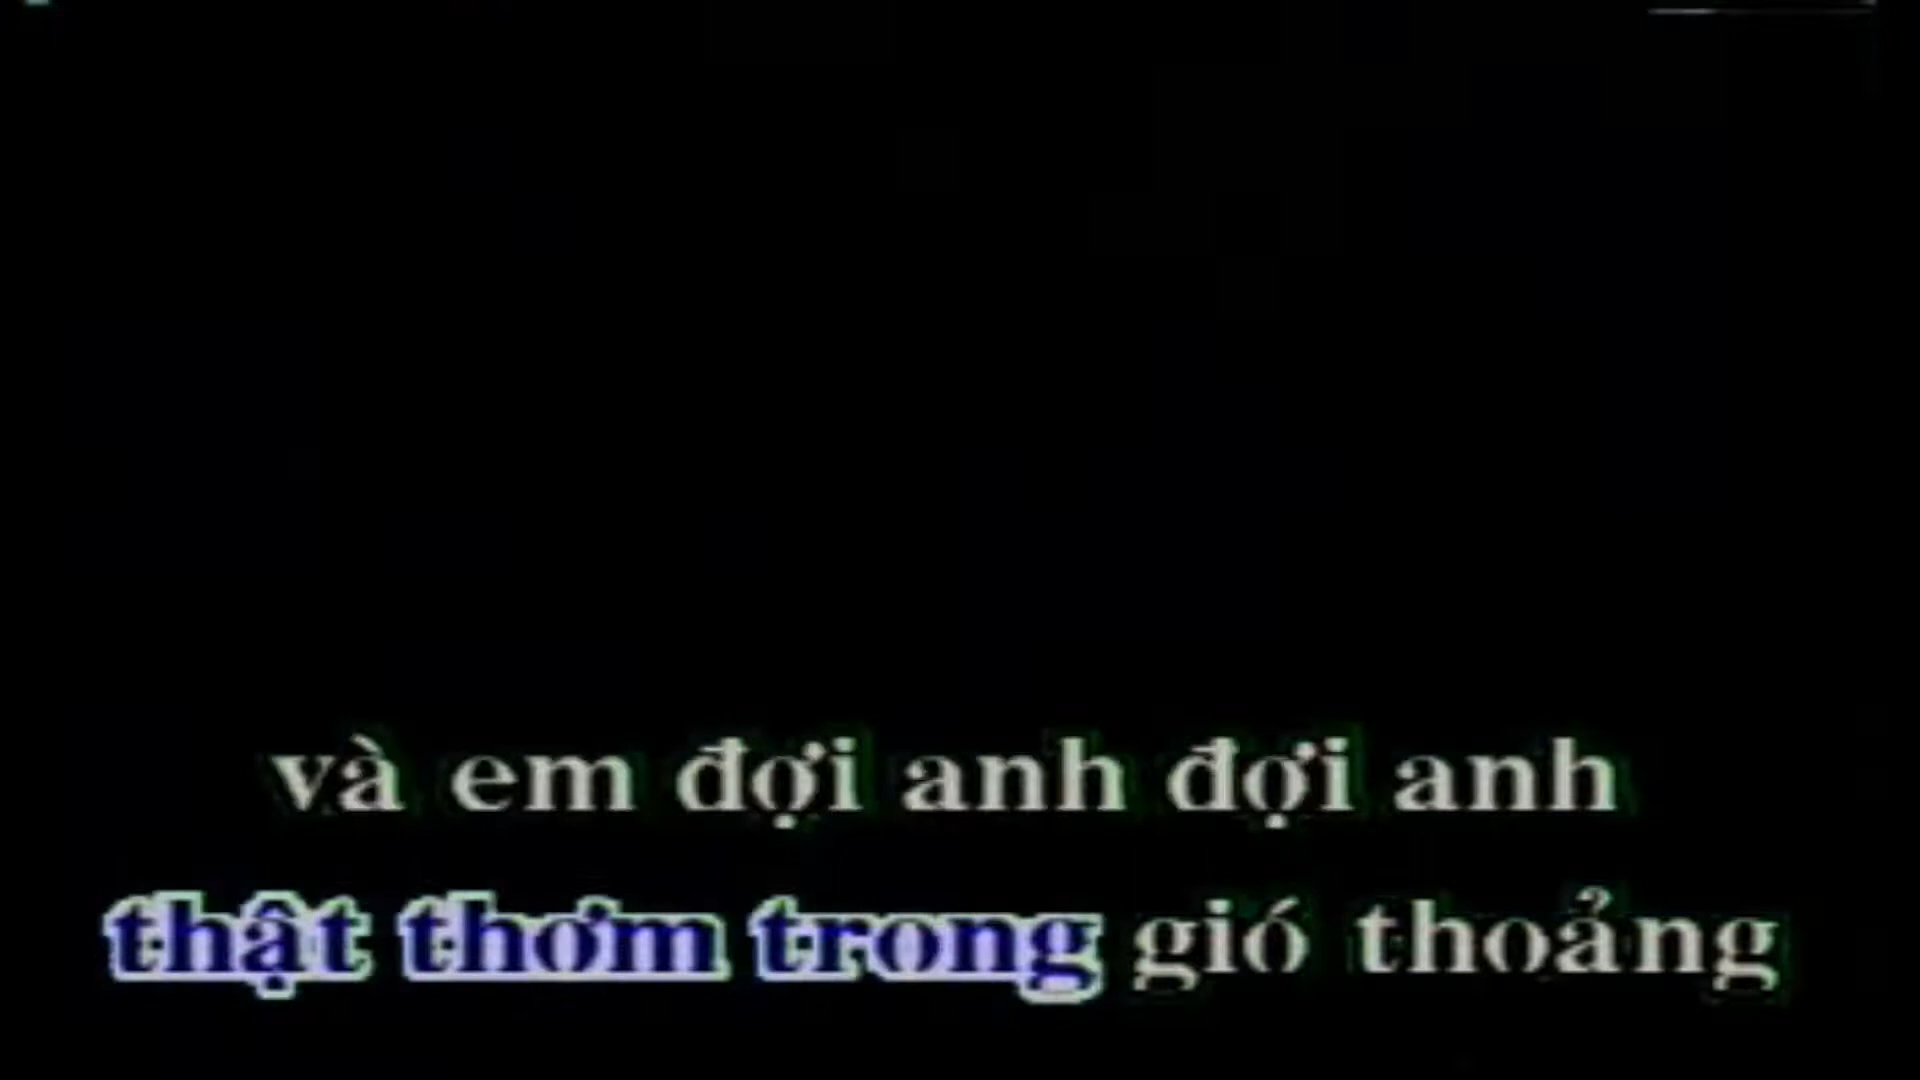 và em đợi anh đợi anh
thật thơm trong gió thoảng